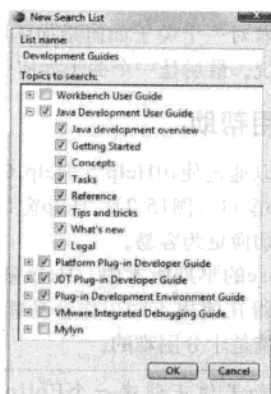 New Search List
List name:
Development Guides
Topics to search:
Workbench User Guide
Java Development User Guide
Java development overview
Getting Started
Concepts
Tasks
Reference
Tips and tricks
What's new
Legal
Platform Plug-in Developer Guide
JDT Plug-in Developer Guide
Plug-in Development Environment Guide
VMware Integrated Debugging Guide
Mylyn
OK
Cancel